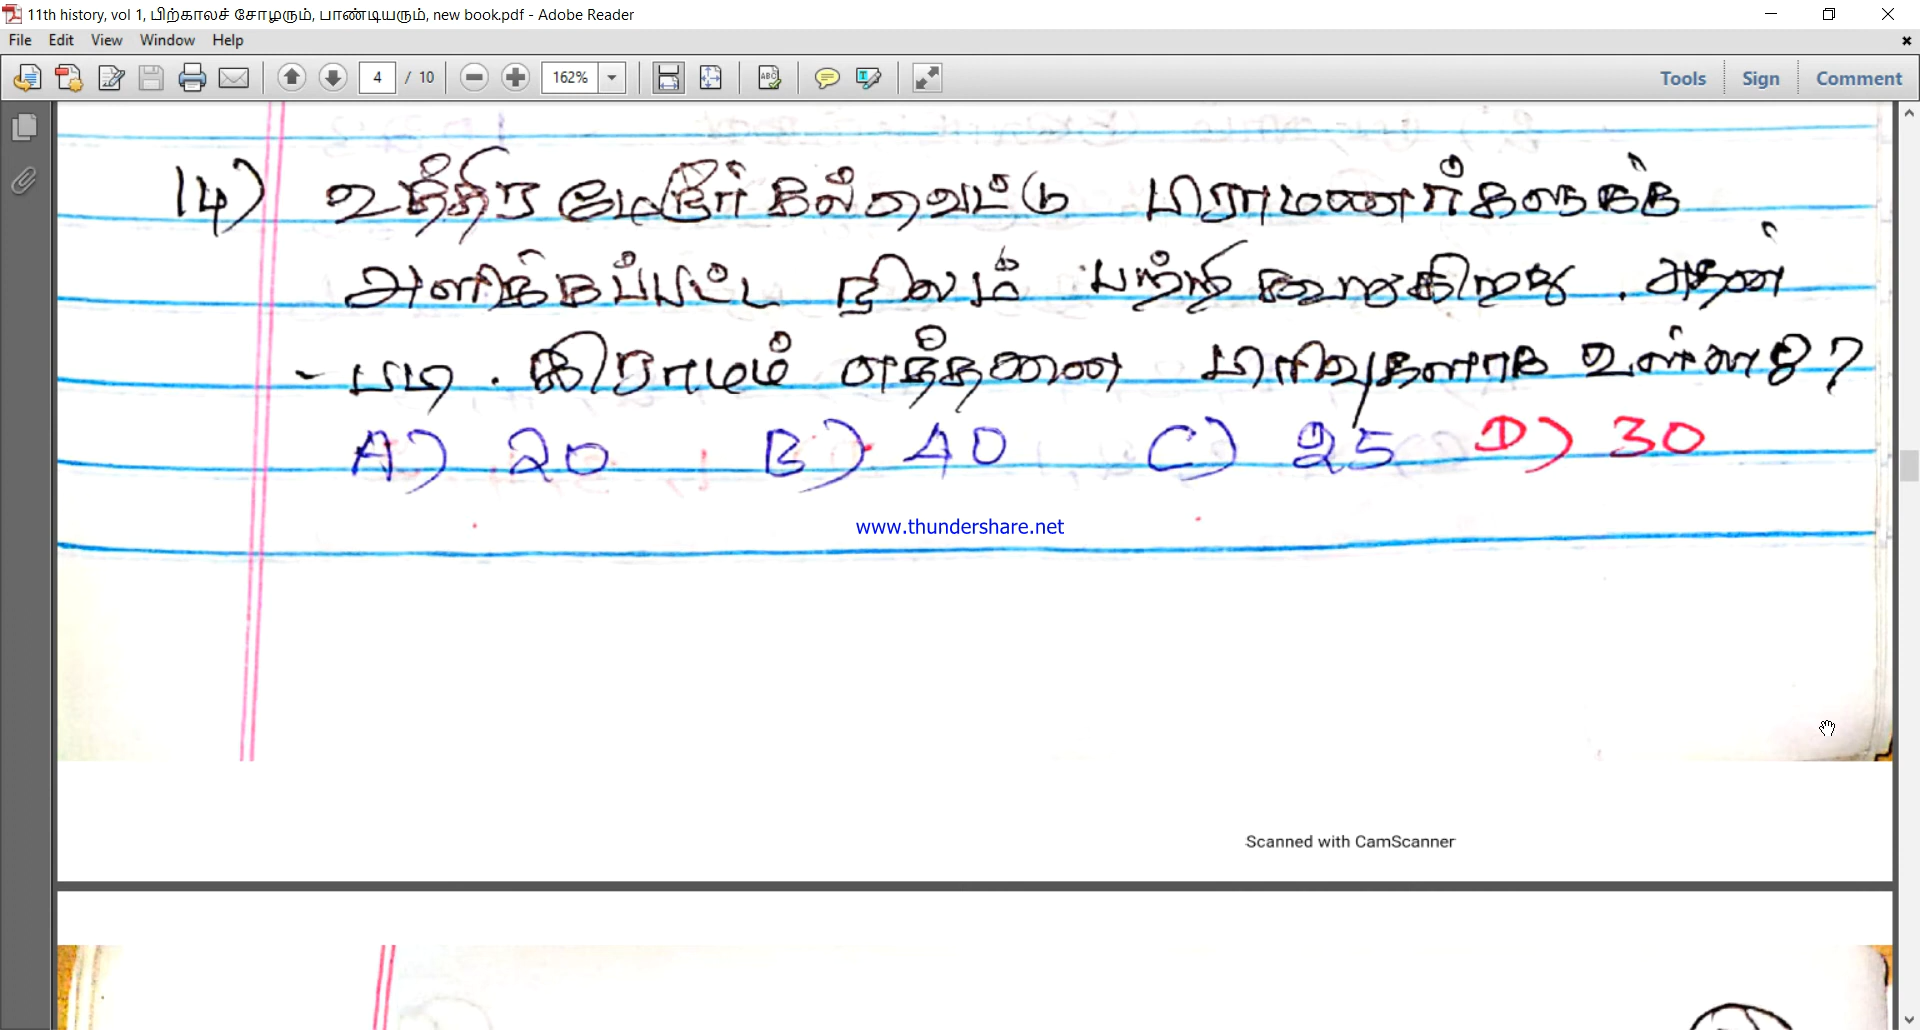 11th history, vol 1, பிற்காலச் சோழரும், பாண்டியரும், new book.pdf - Adobe Reader
File Edit View Window Help
4 / 10 162% Tools Sign Comment
14) உத்திரமேரூர் கல்வெட்டு பிராமணர்களுக்கு
அளிக்கப்பட்ட நிலம் பற்றி கூறுகிறது. அதன்
- படி. கிராமம் எத்தனை பிரிவுகளாக உள்ளது?
A) 20 B) 40 C) 25 D) 30
www.thundershare.net
Scanned with CamScanner